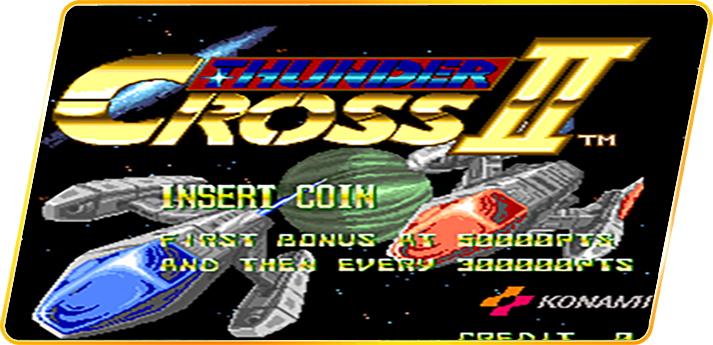 THUNDER
CROSS II
TM
INSERT COIN
FIRST BONUS AT 50000PTS
AND THEN EVERY 300000PTS
KONAMI
CREDIT 0